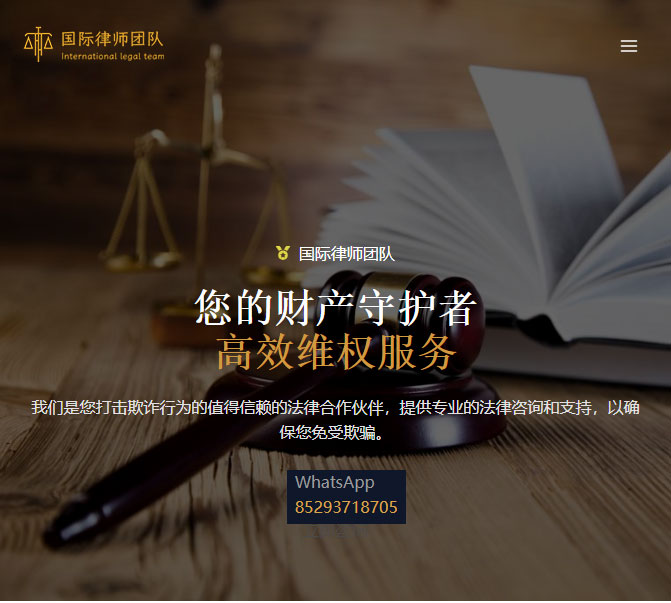 国际律师团队
International legal team
国际律师团队
您的财产守护者
高效维权服务
我们是您打击欺诈行为的值得信赖的法律合作伙伴，提供专业的法律咨询和支持，以确
保您免受欺骗。
WhatsApp
85293718705